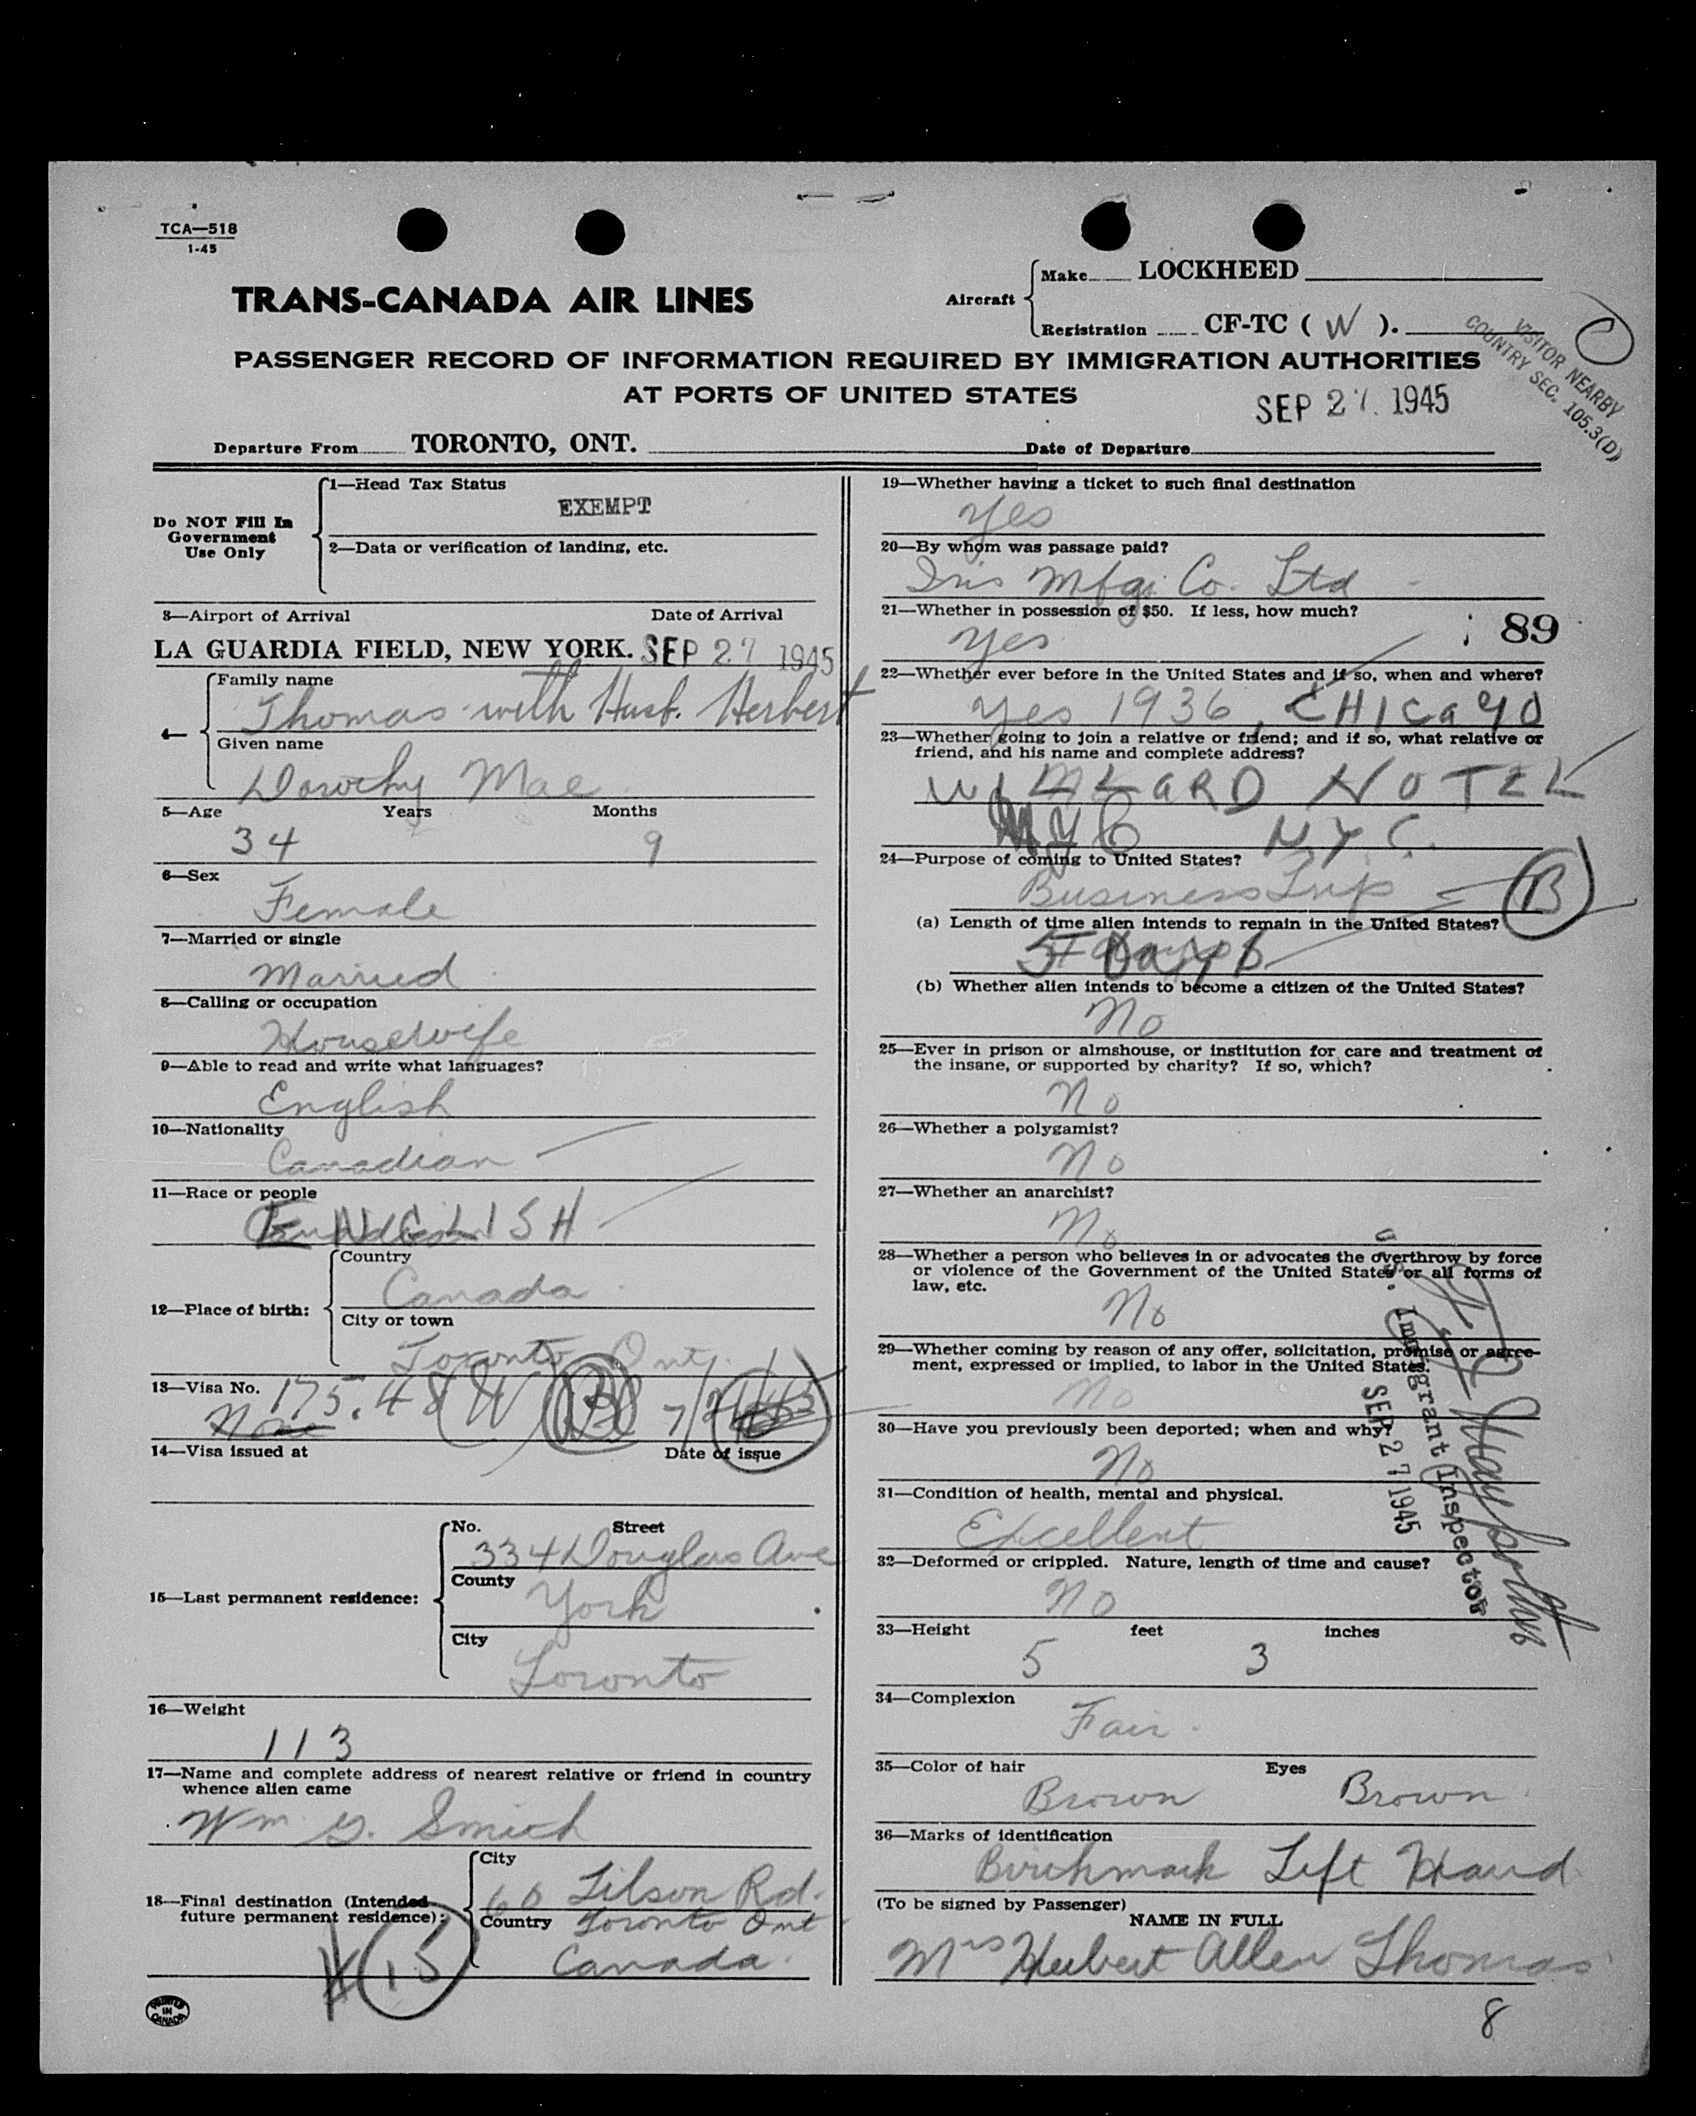 TCA—518
1-45
TRANS-CANADA AIR LINES
Aircraft
Make LOCKHEED
Registration CF-TC ( W ).
PASSENGER RECORD OF INFORMATION REQUIRED BY IMMIGRATION AUTHORITIES
AT PORTS OF UNITED STATES
VISITOR NEARBY
COUNTRY SEC. 105.3(D)
SEP 27 1945
Departure From TORONTO, ONT. Date of Departure
Do NOT Fill In
Government
Use Only
1—Head Tax Status
EXEMPT
2—Data or verification of landing, etc.
3—Airport of Arrival Date of Arrival
LA GUARDIA FIELD, NEW YORK. SEP 27 1945
4—
Family name
Thomas with Husb. Herbert
Given name
Dorothy Mae
5—Age Years Months
34 9
6—Sex
Female
7—Married or single
Married
8—Calling or occupation
Housewife
9—Able to read and write what languages?
English
10—Nationality
Canadian
11—Race or people
ENGLISH
12—Place of birth:
Country
Canada
City or town
Toronto Ont.
13—Visa No. 175.48 (W) (B)
None
14—Visa issued at Date of issue
15—Last permanent residence:
No. Street
334 Douglas Ave
County
York
City
Toronto
16—Weight
113
17—Name and complete address of nearest relative or friend in country
whence alien came
Wm G. Smith
18—Final destination (Intended
future permanent residence):
City
60 Tilson Rd.
Country Toronto Ont
Canada
15
PRINTED
IN
CANADA
19—Whether having a ticket to such final destination
Yes
20—By whom was passage paid?
Iris Mfg. Co. Ltd
21—Whether in possession of $50. If less, how much?
Yes
89
22—Whether ever before in the United States and if so, when and where?
Yes 1936, CHICAGO
23—Whether going to join a relative or friend; and if so, what relative or
friend, and his name and complete address?
WILLARD HOTEL
NYC N.Y.C.
24—Purpose of coming to United States?
Business Trip
B
(a) Length of time alien intends to remain in the United States?
5 Days
(b) Whether alien intends to become a citizen of the United States?
No
25—Ever in prison or almshouse, or institution for care and treatment of
the insane, or supported by charity? If so, which?
No
26—Whether a polygamist?
No
27—Whether an anarchist?
No
28—Whether a person who believes in or advocates the overthrow by force
or violence of the Government of the United States or all forms of
law, etc.
No
29—Whether coming by reason of any offer, solicitation, promise or agree-
ment, expressed or implied, to labor in the United States.
No
30—Have you previously been deported; when and why?
No
31—Condition of health, mental and physical.
Excellent
32—Deformed or crippled. Nature, length of time and cause?
No
U.S. Immigrant Inspector
SEP 27 1945
33—Height feet inches
5 3
34—Complexion
Fair.
35—Color of hair Eyes
Brown Brown
36—Marks of identification
Birthmark Left Hand
(To be signed by Passenger)
NAME IN FULL
Mrs Herbert Allen Thomas
8